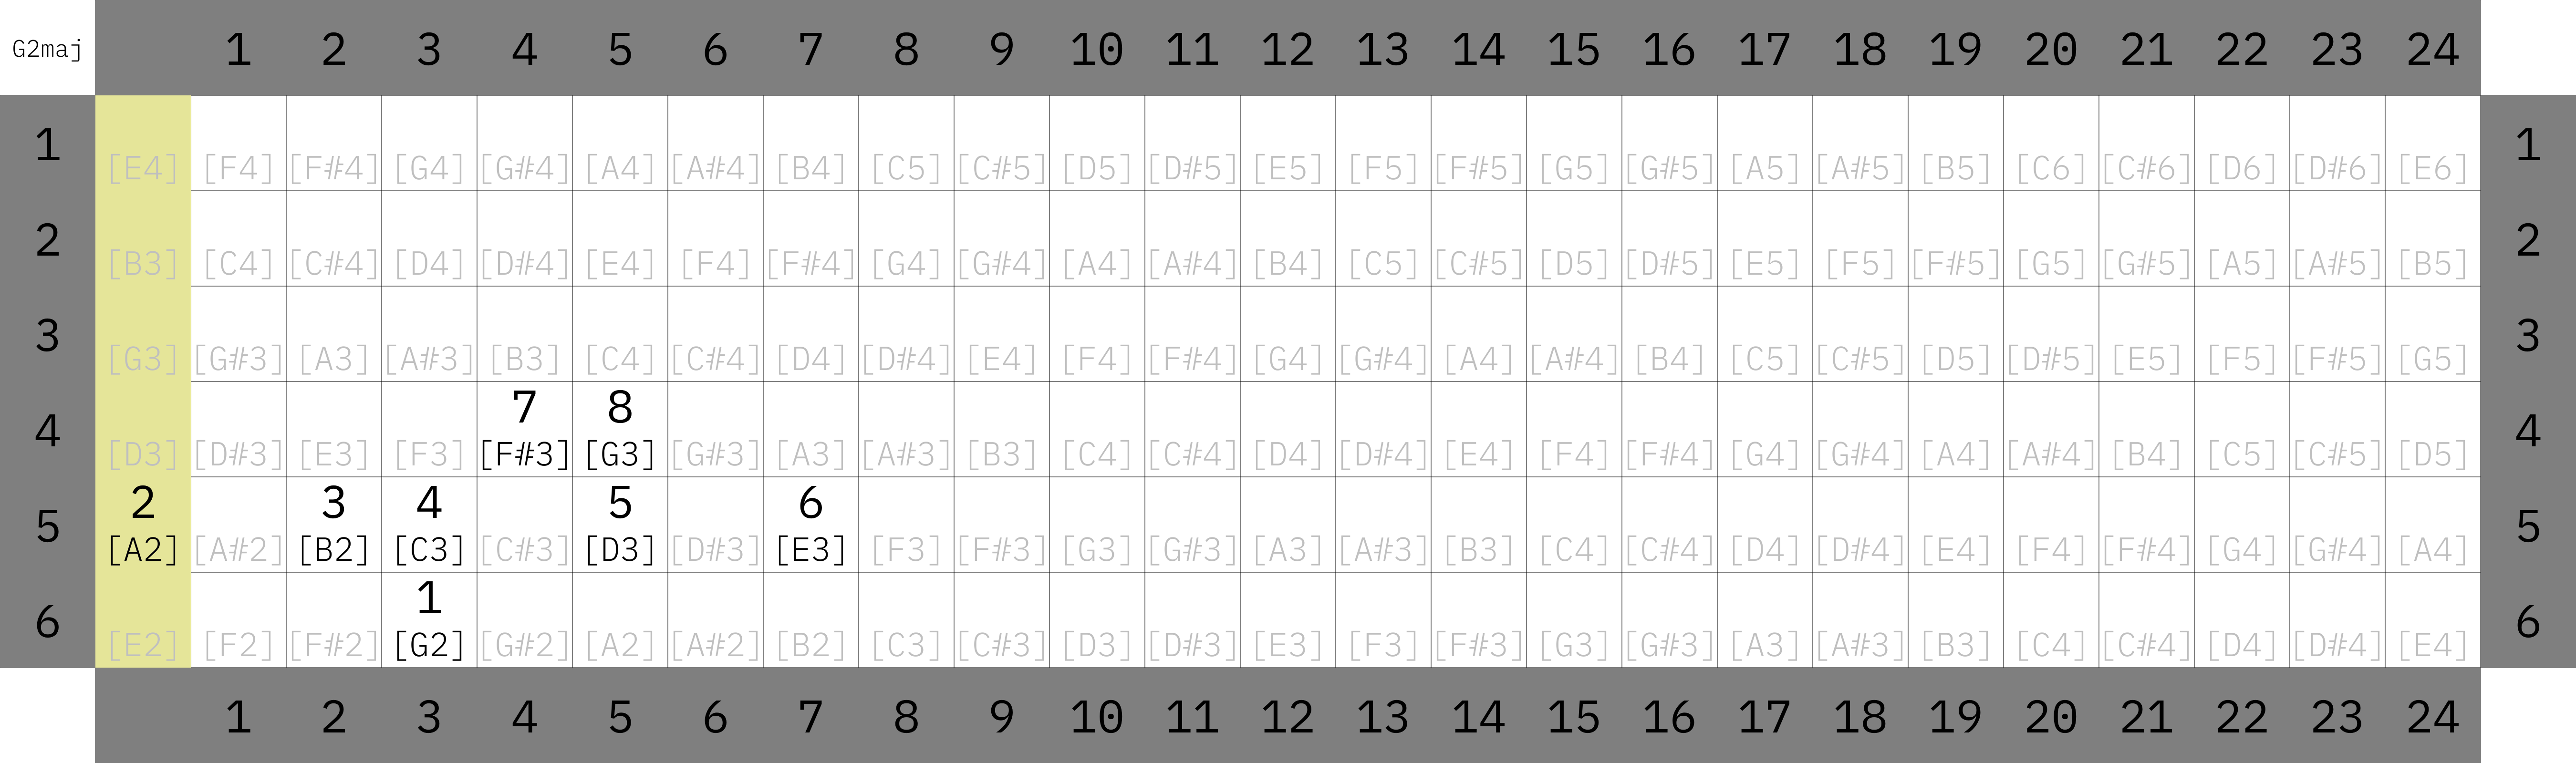 G2maj 1 2 3 4 5 6 7 8 9 10 11 12 13 14 15 16 17 18 19 20 21 22 23 24
1 [E4] [F4] [F#4] [G4] [G#4] [A4] [A#4] [B4] [C5] [C#5] [D5] [D#5] [E5] [F5] [F#5] [G5] [G#5] [A5] [A#5] [B5] [C6] [C#6] [D6] [D#6] [E6] 1
2 [B3] [C4] [C#4] [D4] [D#4] [E4] [F4] [F#4] [G4] [G#4] [A4] [A#4] [B4] [C5] [C#5] [D5] [D#5] [E5] [F5] [F#5] [G5] [G#5] [A5] [A#5] [B5] 2
3 [G3] [G#3] [A3] [A#3] [B3] [C4] [C#4] [D4] [D#4] [E4] [F4] [F#4] [G4] [G#4] [A4] [A#4] [B4] [C5] [C#5] [D5] [D#5] [E5] [F5] [F#5] [G5] 3
7 8
4 [D3] [D#3] [E3] [F3] [F#3] [G3] [G#3] [A3] [A#3] [B3] [C4] [C#4] [D4] [D#4] [E4] [F4] [F#4] [G4] [G#4] [A4] [A#4] [B4] [C5] [C#5] [D5] 4
2 3 4 5 6
5 [A2] [A#2] [B2] [C3] [C#3] [D3] [D#3] [E3] [F3] [F#3] [G3] [G#3] [A3] [A#3] [B3] [C4] [C#4] [D4] [D#4] [E4] [F4] [F#4] [G4] [G#4] [A4] 5
1
6 [E2] [F2] [F#2] [G2] [G#2] [A2] [A#2] [B2] [C3] [C#3] [D3] [D#3] [E3] [F3] [F#3] [G3] [G#3] [A3] [A#3] [B3] [C4] [C#4] [D4] [D#4] [E4] 6
1 2 3 4 5 6 7 8 9 10 11 12 13 14 15 16 17 18 19 20 21 22 23 24